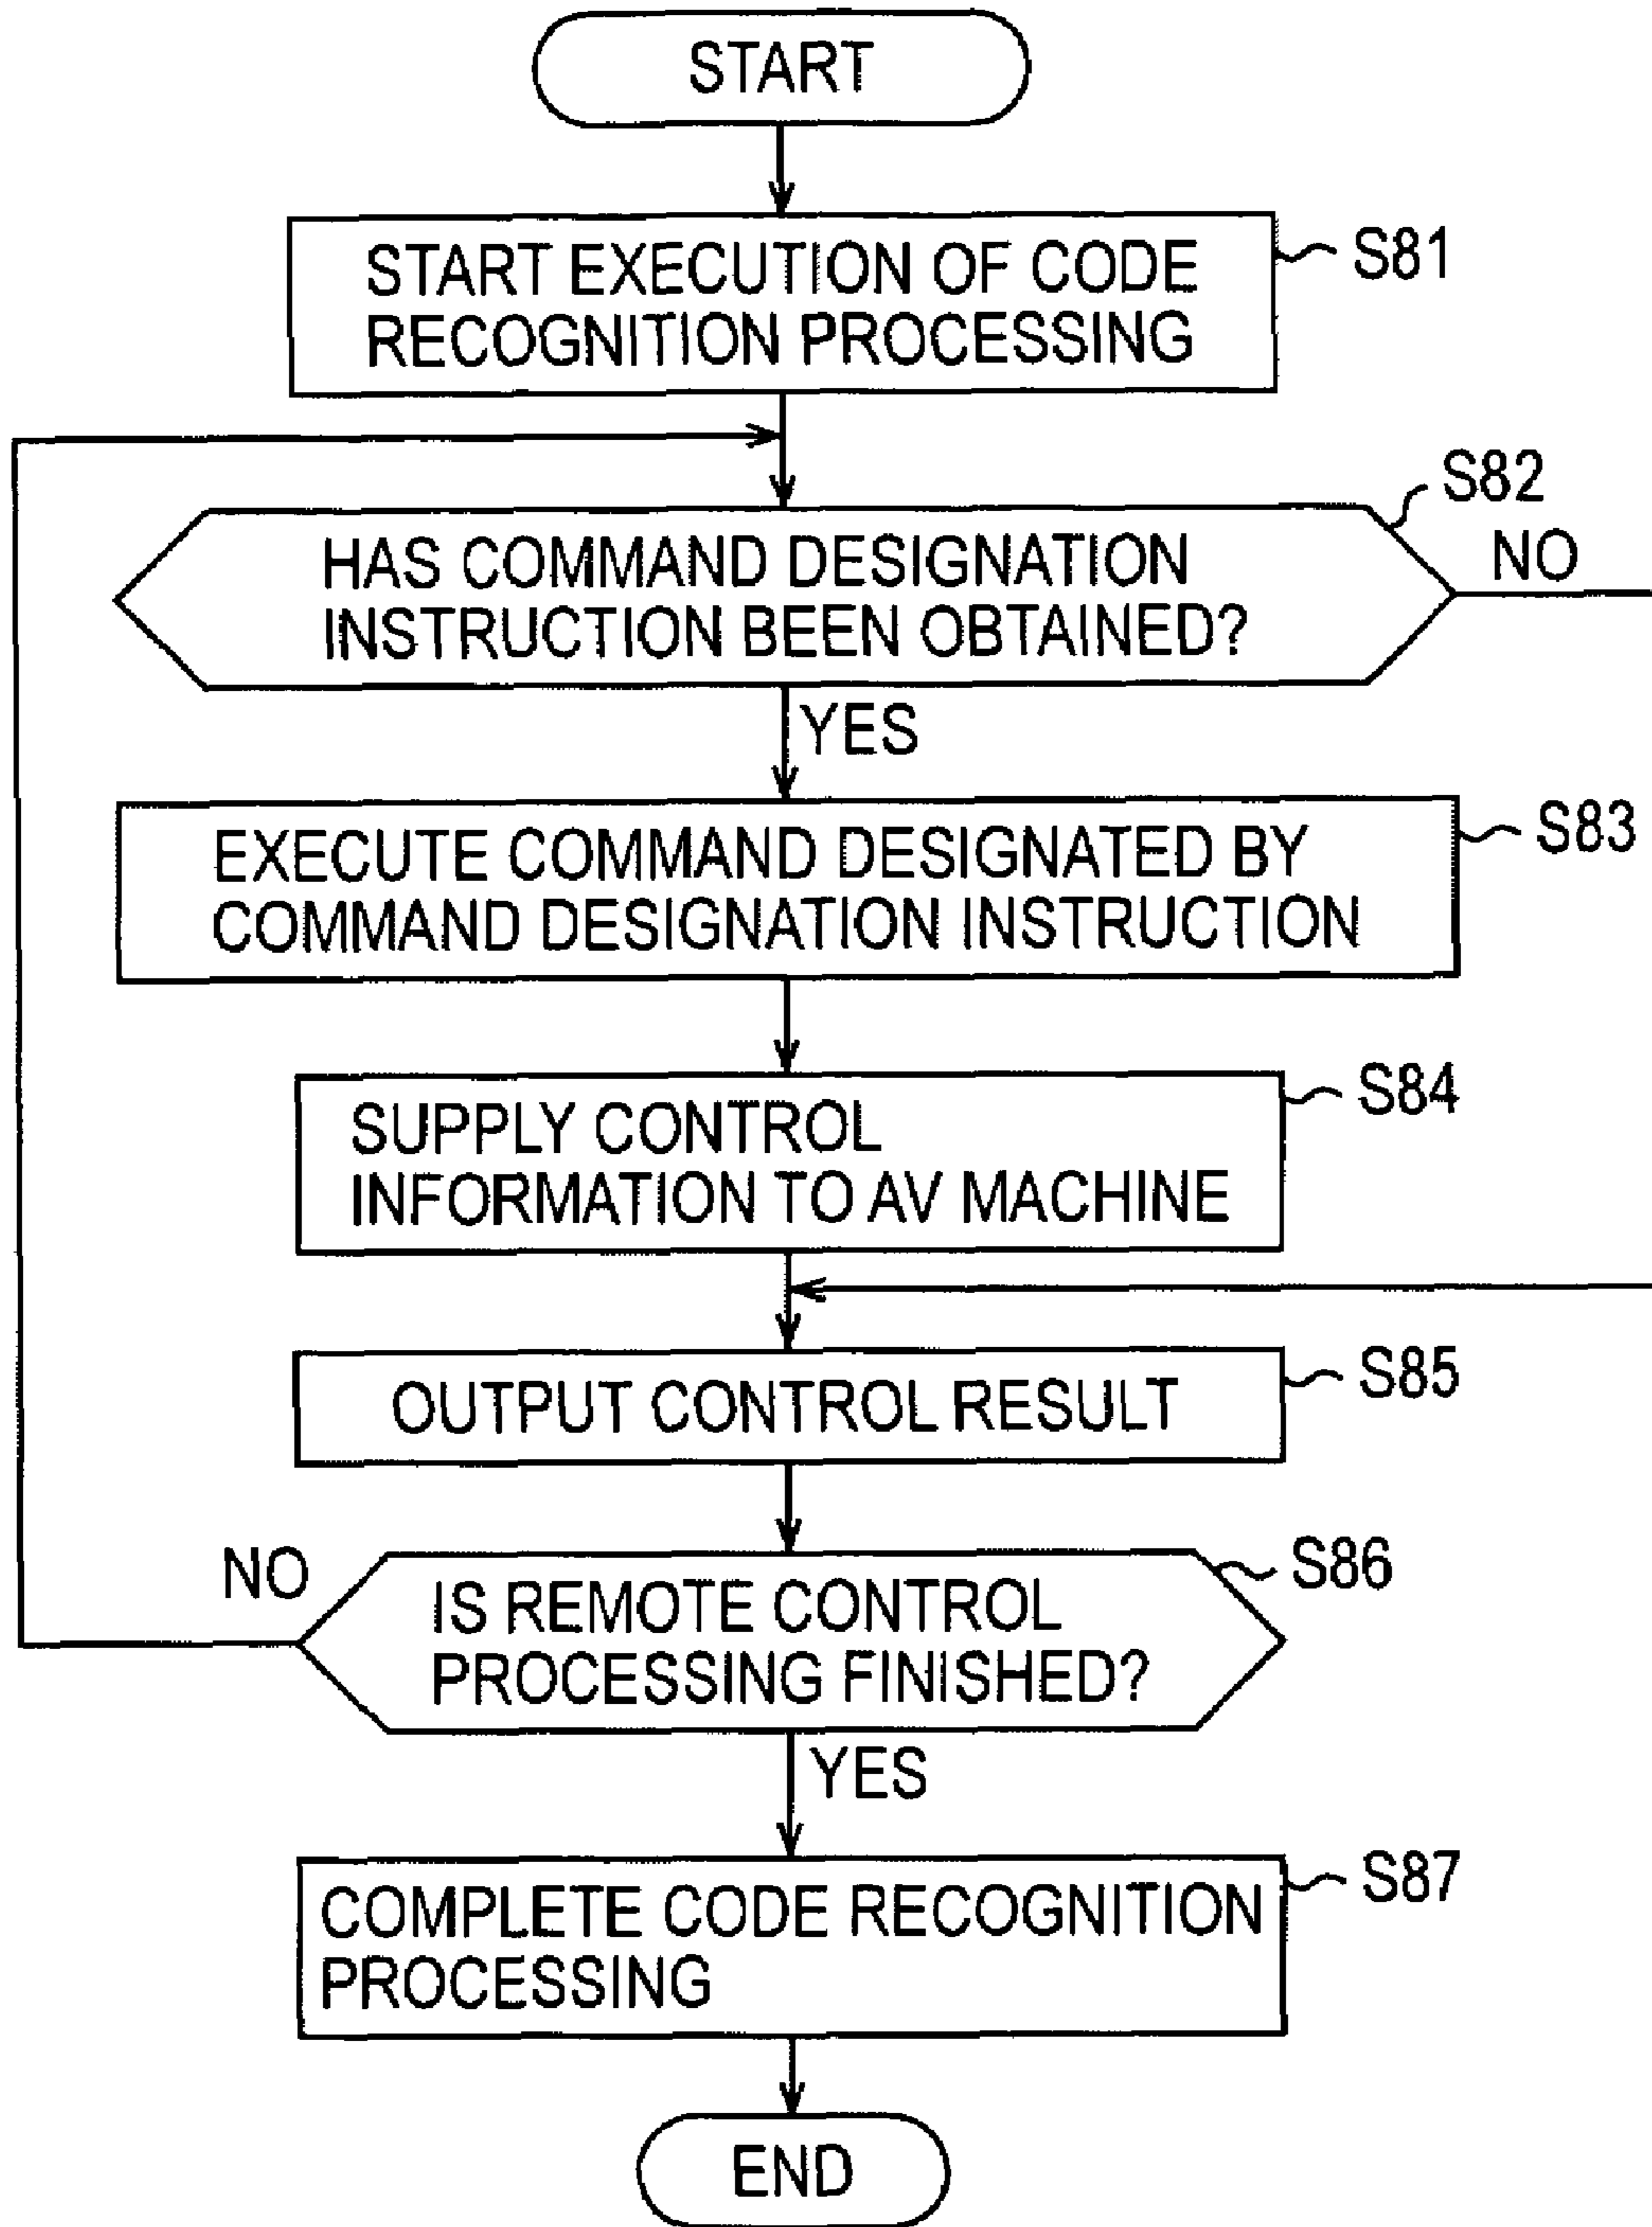 START
START EXECUTION OF CODE
RECOGNITION PROCESSING
S81
S82
HAS COMMAND DESIGNATION
INSTRUCTION BEEN OBTAINED?
NO
YES
EXECUTE COMMAND DESIGNATED BY
COMMAND DESIGNATION INSTRUCTION
S83
SUPPLY CONTROL
INFORMATION TO AV MACHINE
S84
OUTPUT CONTROL RESULT
S85
NO
IS REMOTE CONTROL
PROCESSING FINISHED?
S86
YES
COMPLETE CODE RECOGNITION
PROCESSING
S87
END